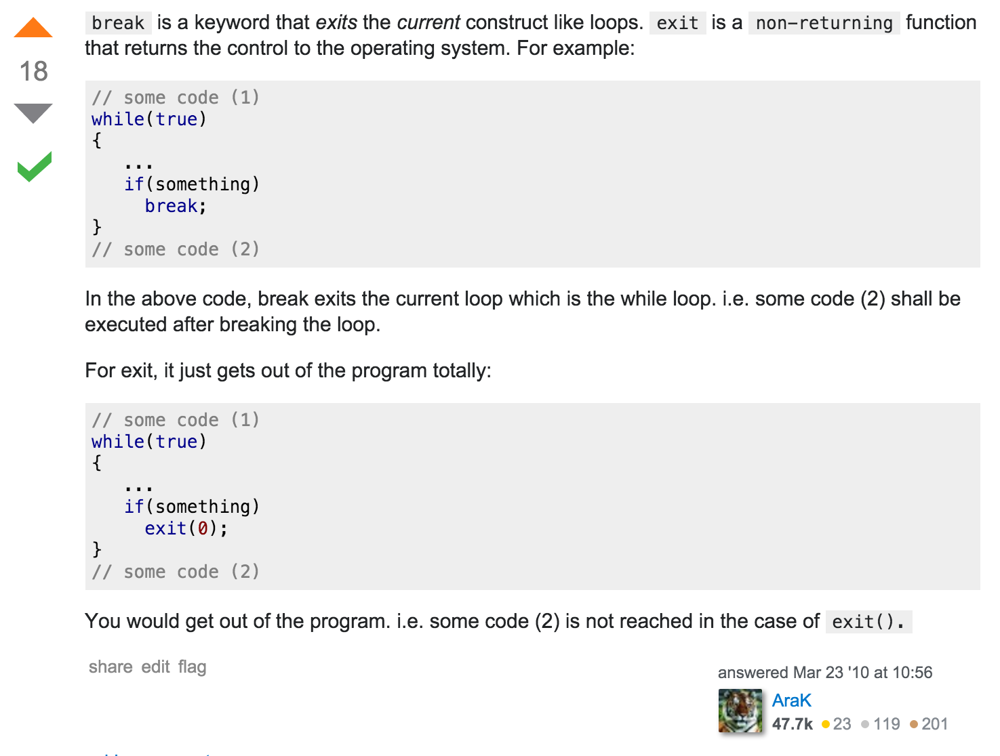 break is a keyword that exits the current construct like loops. exit is a non-returning function
that returns the control to the operating system. For example:
18
// some code (1)
while(true)
{
   ...
   if(something)
     break;
}
// some code (2)
In the above code, break exits the current loop which is the while loop. i.e. some code (2) shall be
executed after breaking the loop.
For exit, it just gets out of the program totally:
// some code (1)
while(true)
{
   ...
   if(something)
     exit(0);
}
// some code (2)
You would get out of the program. i.e. some code (2) is not reached in the case of exit().
share edit flag
answered Mar 23 '10 at 10:56
AraK
47.7k 23 119 201